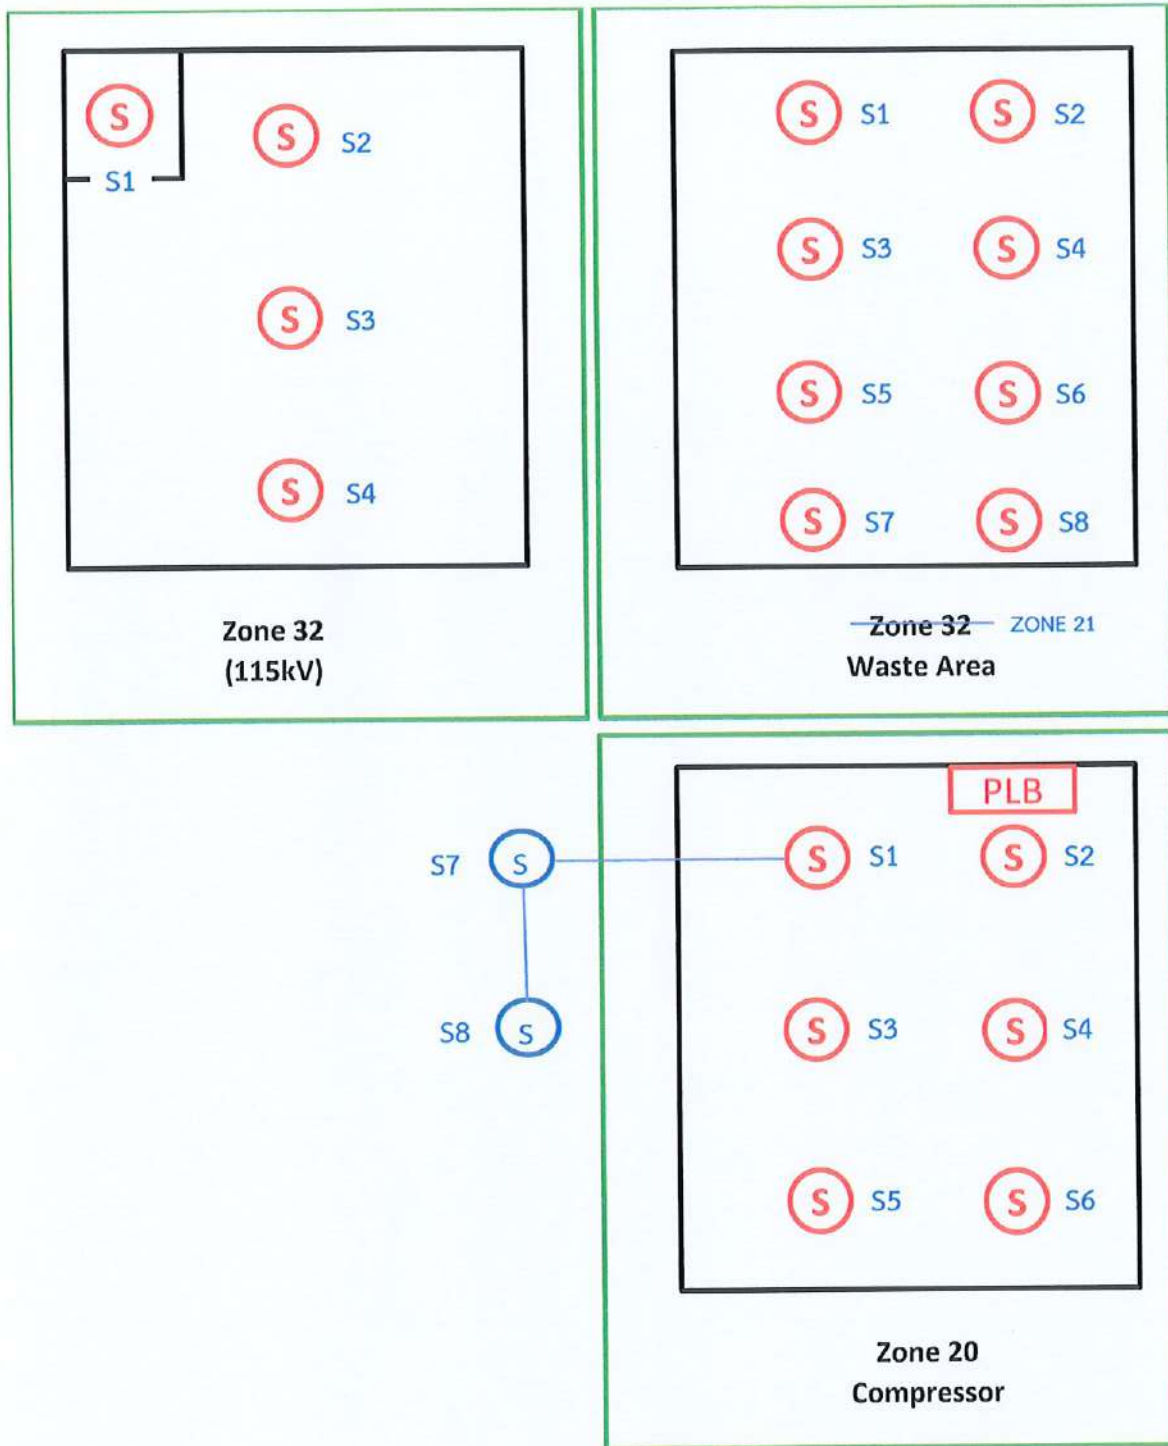 S
S1
S S2
S S3
S S4
Zone 32
(115kV)
S S1 S S2
S S3 S S4
S S5 S S6
S S7 S S8
Zone 32 ZONE 21
Waste Area
PLB
S7 S S S1 S S2
S8 S S S3 S S4
S S5 S S6
Zone 20
Compressor